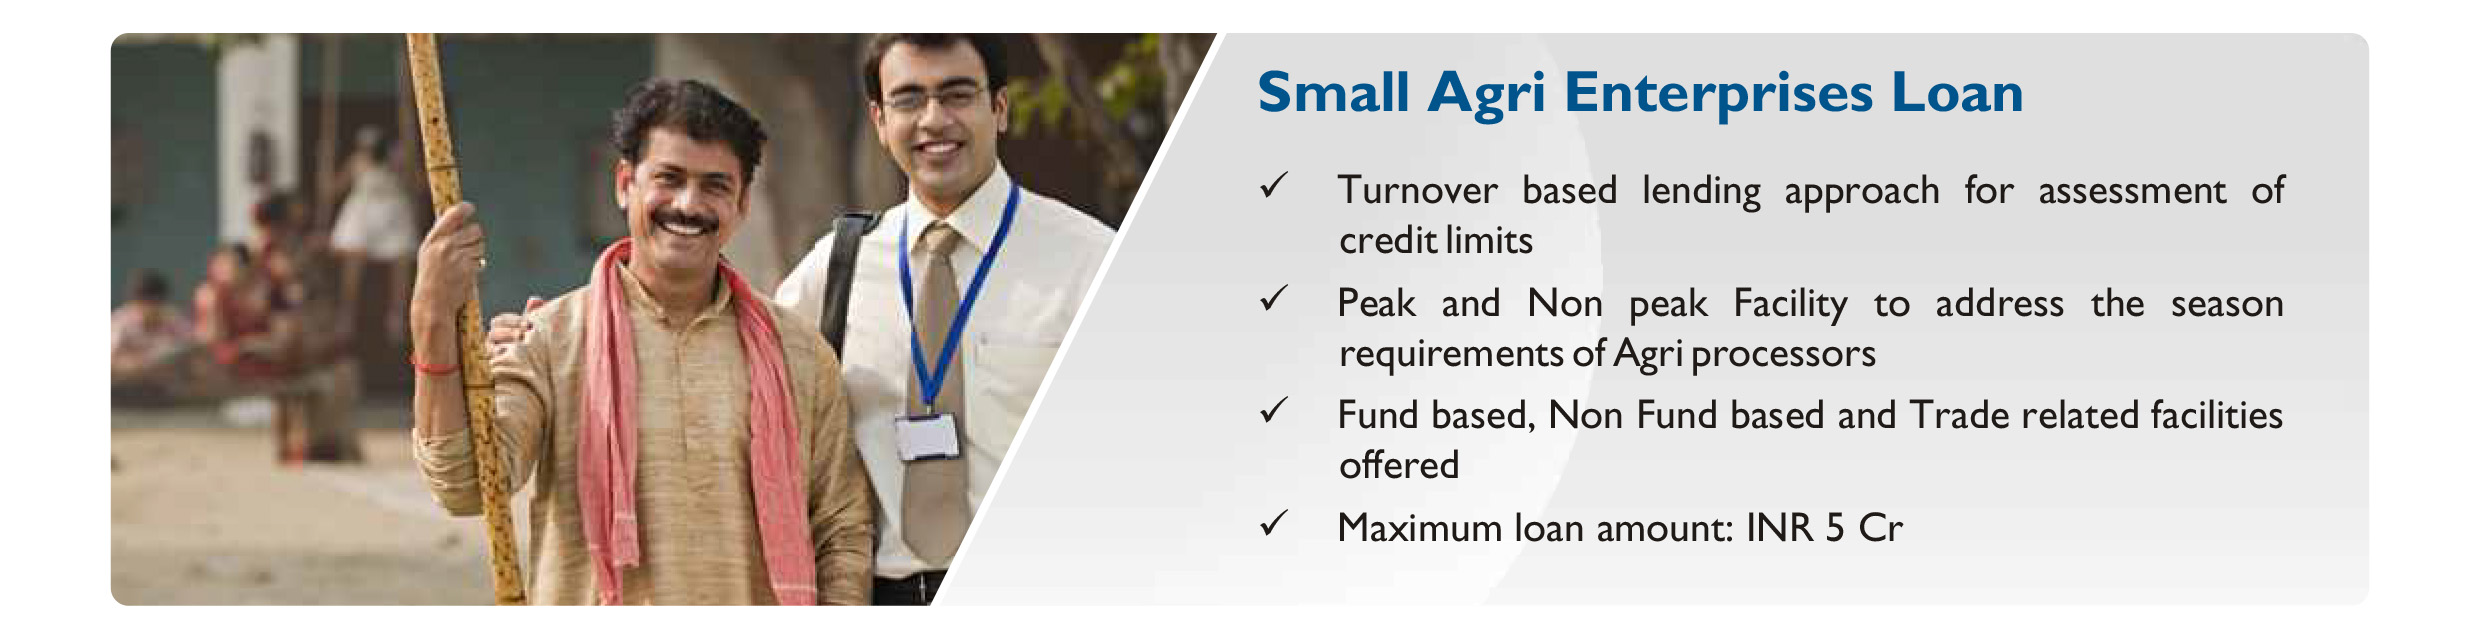 Small Agri Enterprises Loan
✓ Turnover based lending approach for assessment of
credit limits
✓ Peak and Non peak Facility to address the season
requirements of Agri processors
✓ Fund based, Non Fund based and Trade related facilities
offered
✓ Maximum loan amount: INR 5 Cr